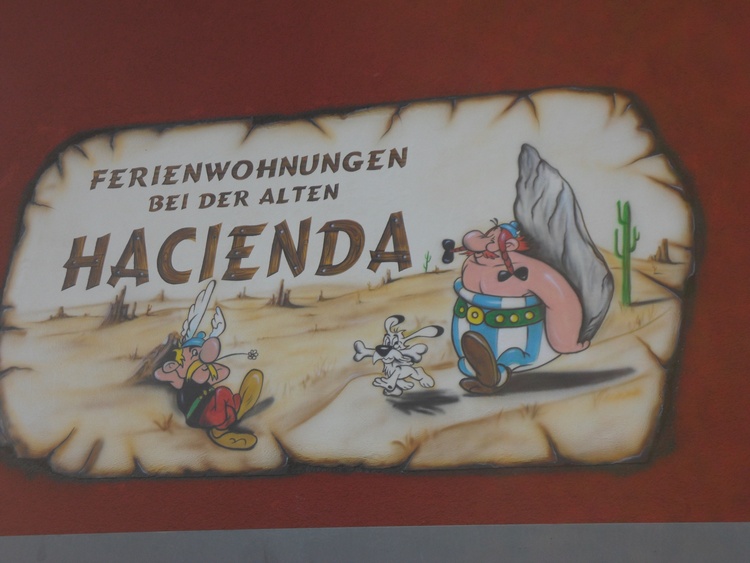 FERIENWOHNUNGEN
BEI DER ALTEN
HACIENDA